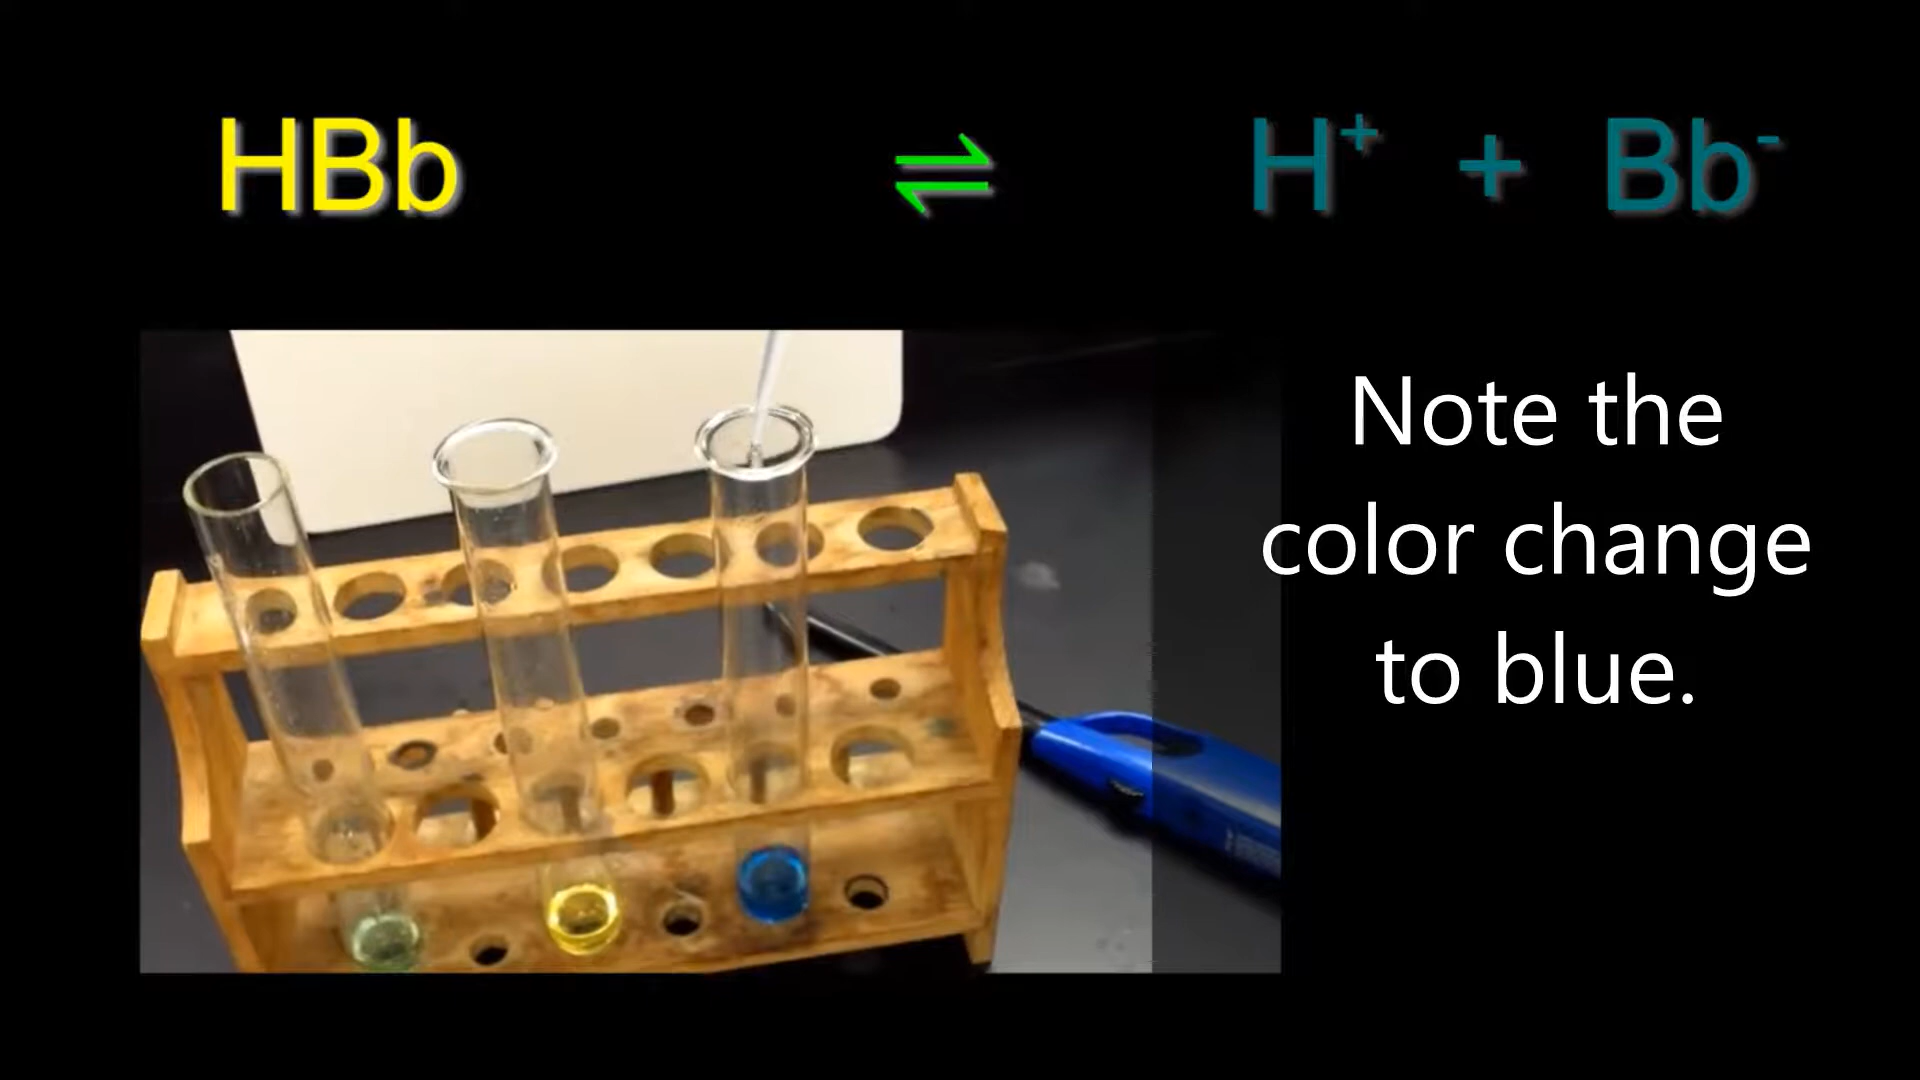 HBb ⇌ H⁺ + Bb⁻
Note the
color change
to blue.